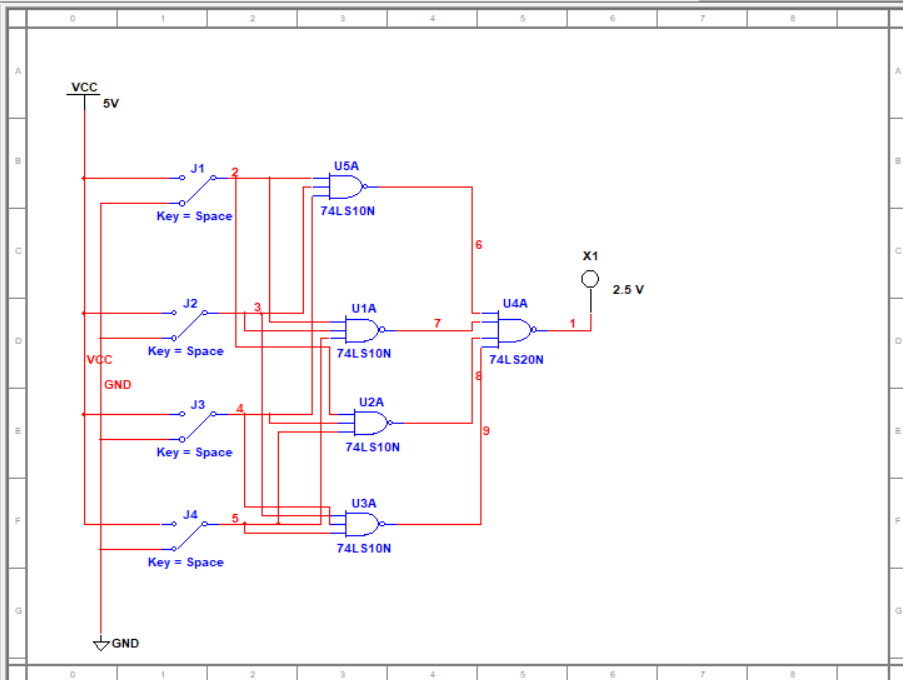 0 1 2 3 4 5 6 7 8
A A
VCC
5V
B B
J1
2
U5A
Key = Space
74LS10N
C C
6
X1
2.5 V
J2
3
U1A
7
U4A
1
D D
Key = Space
74LS10N
74LS20N
VCC
8
GND
J3
4
U2A
E E
9
Key = Space
74LS10N
J4
5
U3A
F F
Key = Space
74LS10N
G G
GND
0 1 2 3 4 5 6 7 8